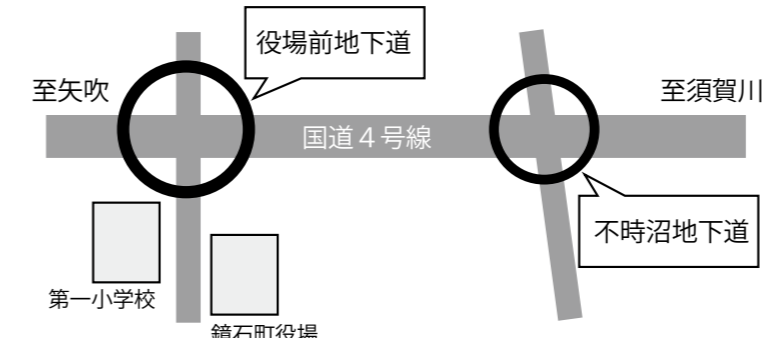 役場前地下道
至矢吹
至須賀川
国道４号線
不時沼地下道
第一小学校
鏡石町役場